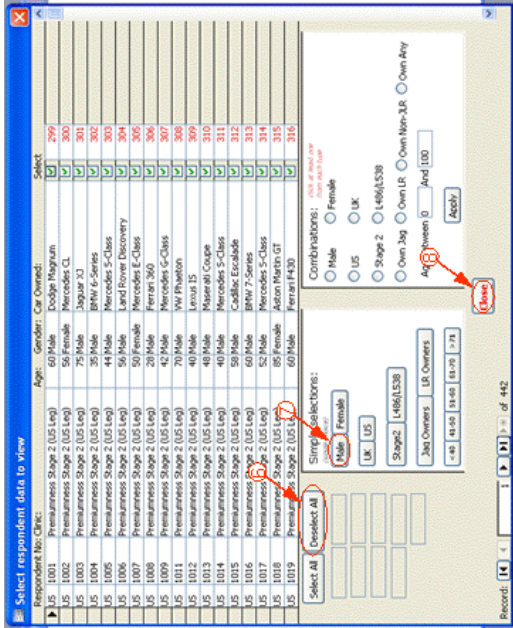 Select respondent data to view
Respondent No: Clinic: Age: Gender: Car Owned: Select
US 1001 Premiumness Stage 2 (US Leg) 60 Male Dodge Magnum 299
US 1002 Premiumness Stage 2 (US Leg) 56 Female Mercedes CL 300
US 1003 Premiumness Stage 2 (US Leg) 75 Male Jaguar XJ 301
US 1004 Premiumness Stage 2 (US Leg) 35 Male BMW 6-Series 302
US 1005 Premiumness Stage 2 (US Leg) 44 Male Mercedes S-Class 303
US 1006 Premiumness Stage 2 (US Leg) 56 Male Land Rover Discovery 304
US 1007 Premiumness Stage 2 (US Leg) 50 Female Mercedes E-Class 305
US 1008 Premiumness Stage 2 (US Leg) 28 Male Ferrari 360 306
US 1009 Premiumness Stage 2 (US Leg) 42 Male Mercedes G-Class 307
US 1011 Premiumness Stage 2 (US Leg) 70 Male VW Phaeton 308
US 1012 Premiumness Stage 2 (US Leg) 40 Male Lexus IS 309
US 1013 Premiumness Stage 2 (US Leg) 48 Male Maserati Coupe 310
US 1014 Premiumness Stage 2 (US Leg) 40 Male Mercedes S-Class 311
US 1015 Premiumness Stage 2 (US Leg) 58 Male Cadillac Escalade 312
US 1016 Premiumness Stage 2 (US Leg) 60 Male BMW 7-Series 313
US 1017 Premiumness Stage 2 (US Leg) 52 Male Mercedes S-Class 314
US 1018 Premiumness Stage 2 (US Leg) 85 Female Aston Martin GT 315
US 1019 Premiumness Stage 2 (US Leg) 60 Male Ferrari F430 316
6
Select All Deselect All
7
Simple selections:
Male Female
UK US
Stage2 L486/L538
Jag Owners LR Owners
<40 41-50 51-60 61-70 >71
Combinations: click at least one from each type
Male Female
US UK
Stage 2 L486/L538
Own Jag Own LR Own Non-JLR Own Any
Age between 0 And 100
Apply
8
Close
Record: 1 of 442